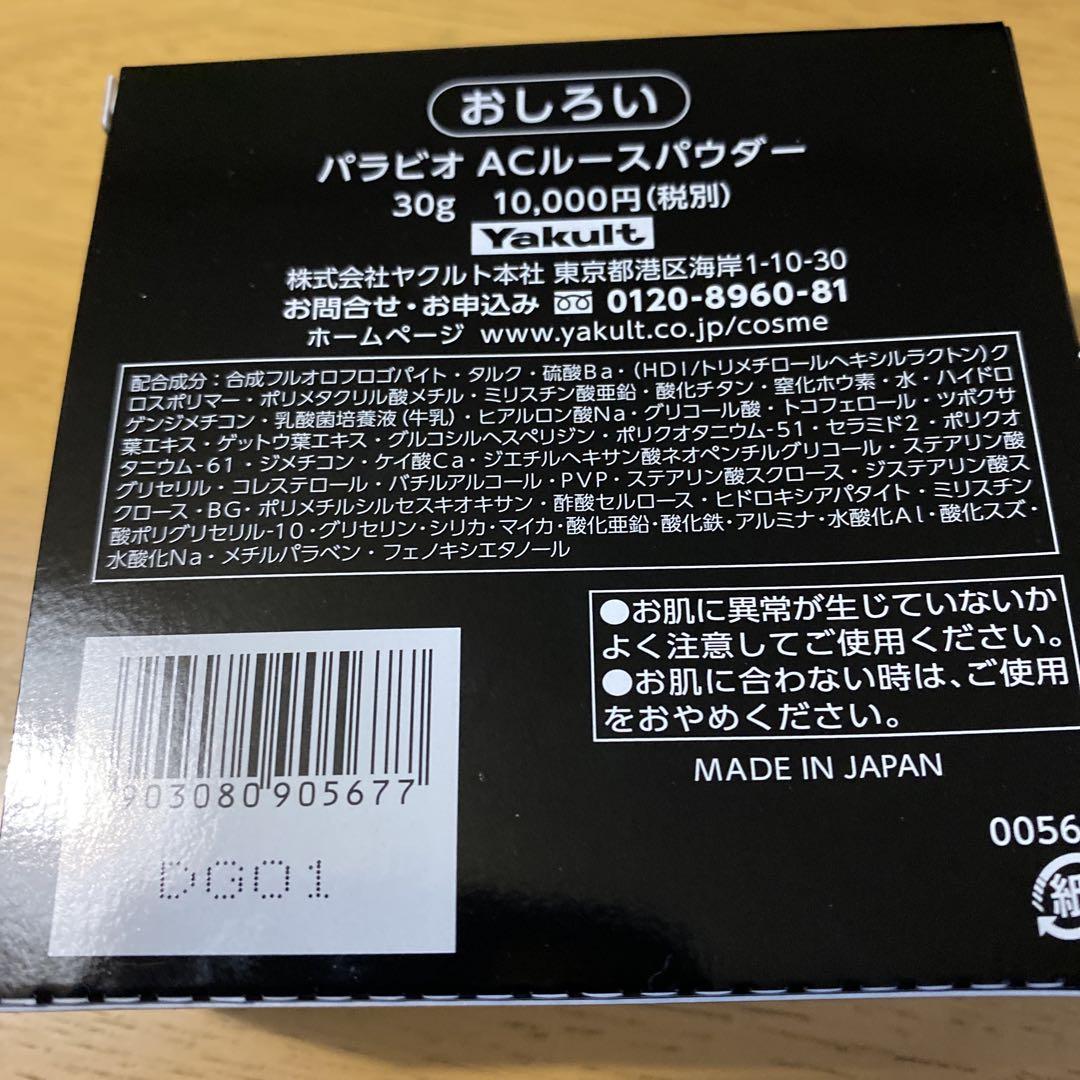 おしろい
パラビオ ACルースパウダー
30g 10,000円(税別)
Yakult
株式会社ヤクルト本社 東京都港区海岸1-10-30
お問合せ・お申込み 0120-8960-81
ホームページ www.yakult.co.jp/cosme
配合成分：合成フルオロフロゴパイト・タルク・硫酸Ba・(HDI/トリメチロールヘキシルラクトン)ク
ロスポリマー・ポリメタクリル酸メチル・ミリスチン酸亜鉛・酸化チタン・窒化ホウ素・水・ハイドロ
ゲンジメチコン・乳酸菌培養液(牛乳)・ヒアルロン酸Na・グリコール酸・トコフェロール・ツボクサ
葉エキス・ゲットウ葉エキス・グルコシルヘスペリジン・ポリクオタニウム-51・セラミド2・ポリクオ
タニウム-61・ジメチコン・ケイ酸Ca・ジエチルヘキサン酸ネオペンチルグリコール・ステアリン酸
グリセリル・コレステロール・バチルアルコール・PVP・ステアリン酸スクロース・ジステアリン酸ス
クロース・BG・ポリメチルシルセスキオキサン・酢酸セルロース・ヒドロキシアパタイト・ミリスチン
酸ポリグリセリル-10・グリセリン・シリカ・マイカ・酸化亜鉛・酸化鉄・アルミナ・水酸化Al・酸化スズ・
水酸化Na・メチルパラベン・フェノキシエタノール
●お肌に異常が生じていないか
よく注意してご使用ください。
●お肌に合わない時は、ご使用
をおやめください。
MADE IN JAPAN
903080 905677
DG01
0056
紙